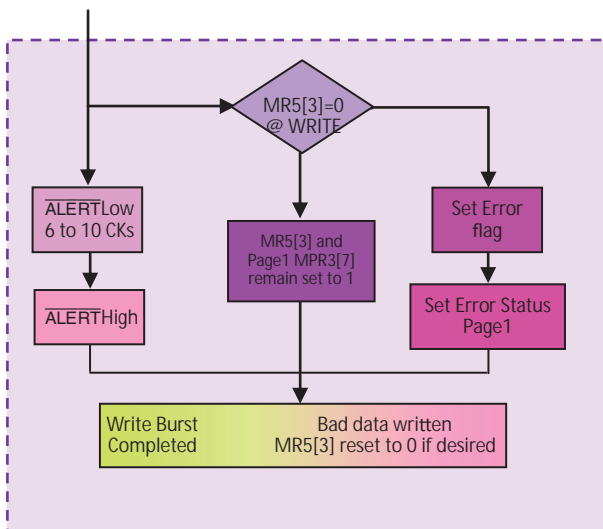 MR5[3]=0
@ WRITE
ALERT Low
6 to 10 CKs
MR5[3] and
Page1 MPR3[7]
remain set to 1
Set Error
flag
ALERT High
Set Error Status
Page1
Write Burst
Completed
Bad data written
MR5[3] reset to 0 if desired